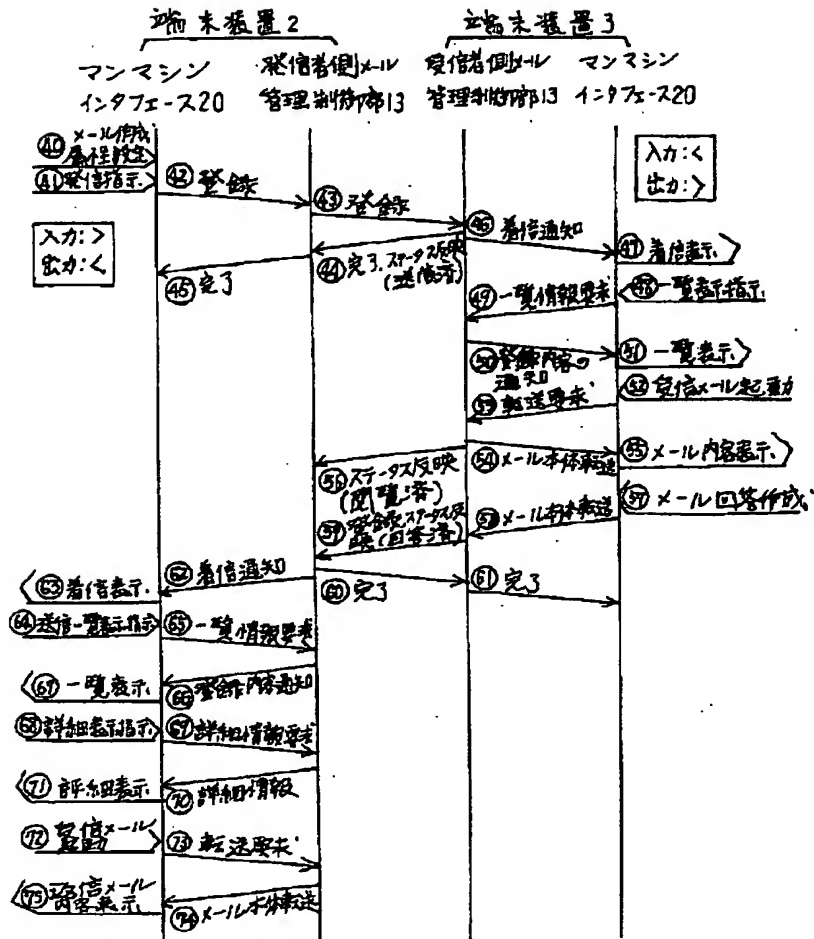 端末装置2
端末装置3
マンマシン
インタフェース20
発信者側メール
管理制御部13
受信者側メール
管理制御部13
マンマシン
インタフェース20
40 メール作成
属性設定
41 発信指示
42 登録
43 登録
入力:<
出力:>
46 着信通知
47 着信表示
入力:>
出力:<
44 完了,ステータス反映
(送信済)
45 完了
48 一覧表示指示
49 一覧情報要求
50 登録内容の
通知
51 一覧表示
52 受信メール起動
53 転送要求
54 メール本体転送
55 メール内容表示
56 ステータス反映
(閲覧済)
57 メール回答作成
58 メール本体転送
59 登録,ステータス反
映(回答済)
62 着信通知
60 完了
61 完了
63 着信表示
64 送信一覧表示指示
65 一覧情報要求
67 一覧表示
66 登録内容通知
68 詳細表示指示
69 詳細情報要求
71 詳細表示
70 詳細情報
72 返信メール
起動
73 転送要求
75 返信メール
内容表示
74 メール本体転送